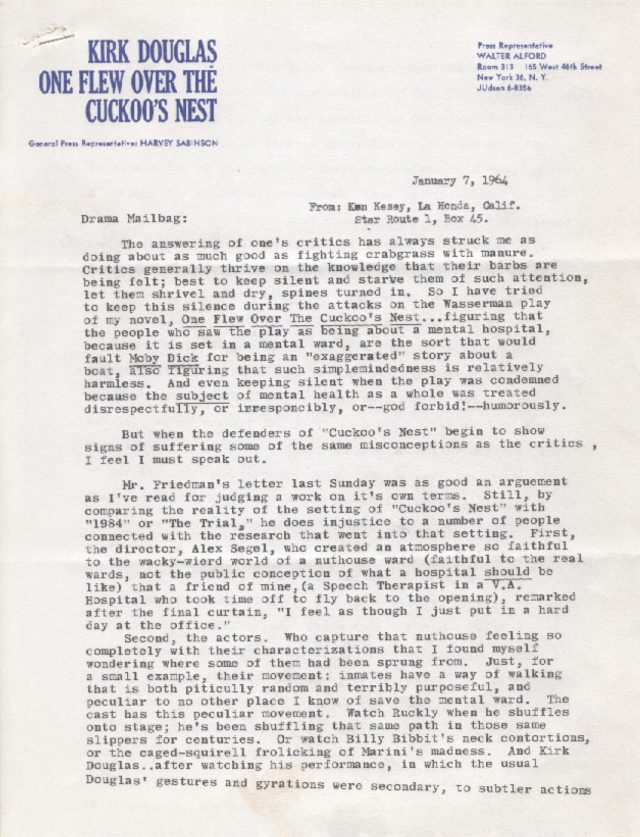 KIRK DOUGLAS
ONE FLEW OVER THE
CUCKOO'S NEST
General Press Representative: HARVEY SABINSON
Press Representative
WALTER ALFORD
Room 313 165 West 46th Street
New York 36, N. Y.
JUdson 6-8356
January 7, 1964
From: Ken Kesey, La Honda, Calif.
Star Route 1, Box 45.
Drama Mailbag:
The answering of one's critics has always struck me as
doing about as much good as fighting crabgrass with manure.
Critics generally thrive on the knowledge that their barbs are
being felt; best to keep silent and starve them of such attention,
let them shrivel and dry, spines turned in. So I have tried
to keep this silence during the attacks on the Wasserman play
of my novel, One Flew Over The Cuckoo's Nest...figuring that
the people who saw the play as being about a mental hospital,
because it is set in a mental ward, are the sort that would
fault Moby Dick for being an "exaggerated" story about a
boat, also figuring that such simplemindedness is relatively
harmless. And even keeping silent when the play was condemned
because the subject of mental health as a whole was treated
disrespectfully, or irresponcibly, or--god forbid!--humorously.
But when the defenders of "Cuckoo's Nest" begin to show
signs of suffering some of the same misconceptions as the critics ,
I feel I must speak out.
Mr. Friedman's letter last Sunday was as good an arguement
as I've read for judging a work on it's own terms. Still, by
comparing the reality of the setting of "Cuckoo's Nest" with
"1984" or "The Trial," he does injustice to a number of people
connected with the research that went into that setting. First,
the director, Alex Segel, who created an atmosphere so faithful
to the wacky-wierd world of a nuthouse ward (faithful to the real
wards, not the public conception of what a hospital should be
like) that a friend of mine,(a Speech Therapist in a V.A.
Hospital who took time off to fly back to the opening), remarked
after the final curtain, "I feel as though I just put in a hard
day at the office."
Second, the actors. Who capture that nuthouse feeling so
completely with their characterizations that I found myself
wondering where some of them had been sprung from. Just, for
a small example, their movement: inmates have a way of walking
that is both piticully random and terribly purposeful, and
peculiar to no other place I know of save the mental ward. The
cast has this peculiar movement. Watch Ruckly when he shuffles
onto stage; he's been shuffling that same path in those same
slippers for centuries. Or watch Billy Bibbit's neck contortions,
or the caged-squirell frolicking of Marini's madness. And Kirk
Douglas..after watching his performance, in which the usual
Douglas' gestures and gyrations were secondary, to subtler actions